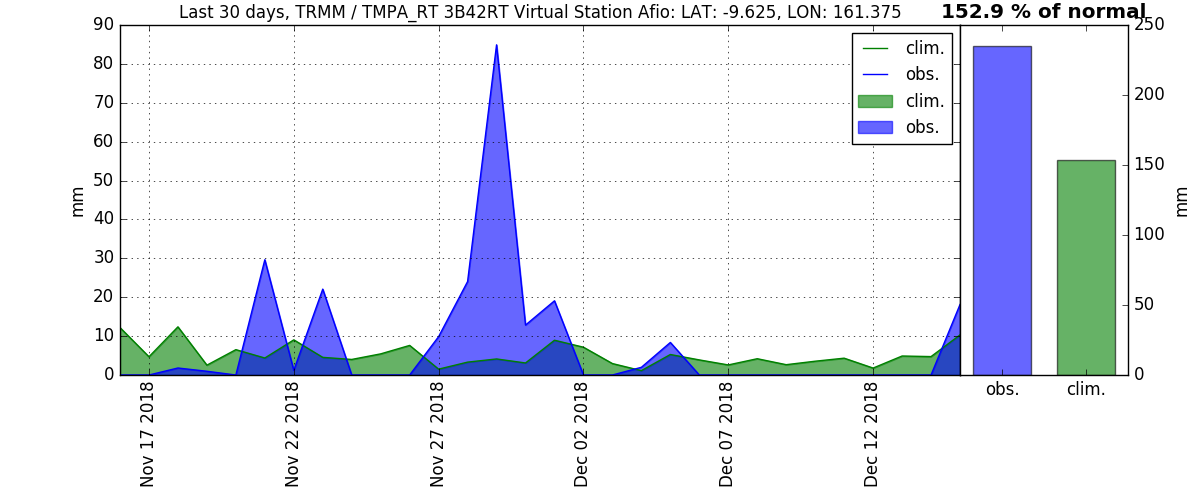 Last 30 days, TRMM / TMPA_RT 3B42RT Virtual Station Afio: LAT: -9.625, LON: 161.375
152.9 % of normal
90
80
70
60
50
40
30
20
10
0
mm
clim.
obs.
clim.
obs.
Nov 17 2018
Nov 22 2018
Nov 27 2018
Dec 02 2018
Dec 07 2018
Dec 12 2018
250
200
150
100
50
0
mm
obs.
clim.